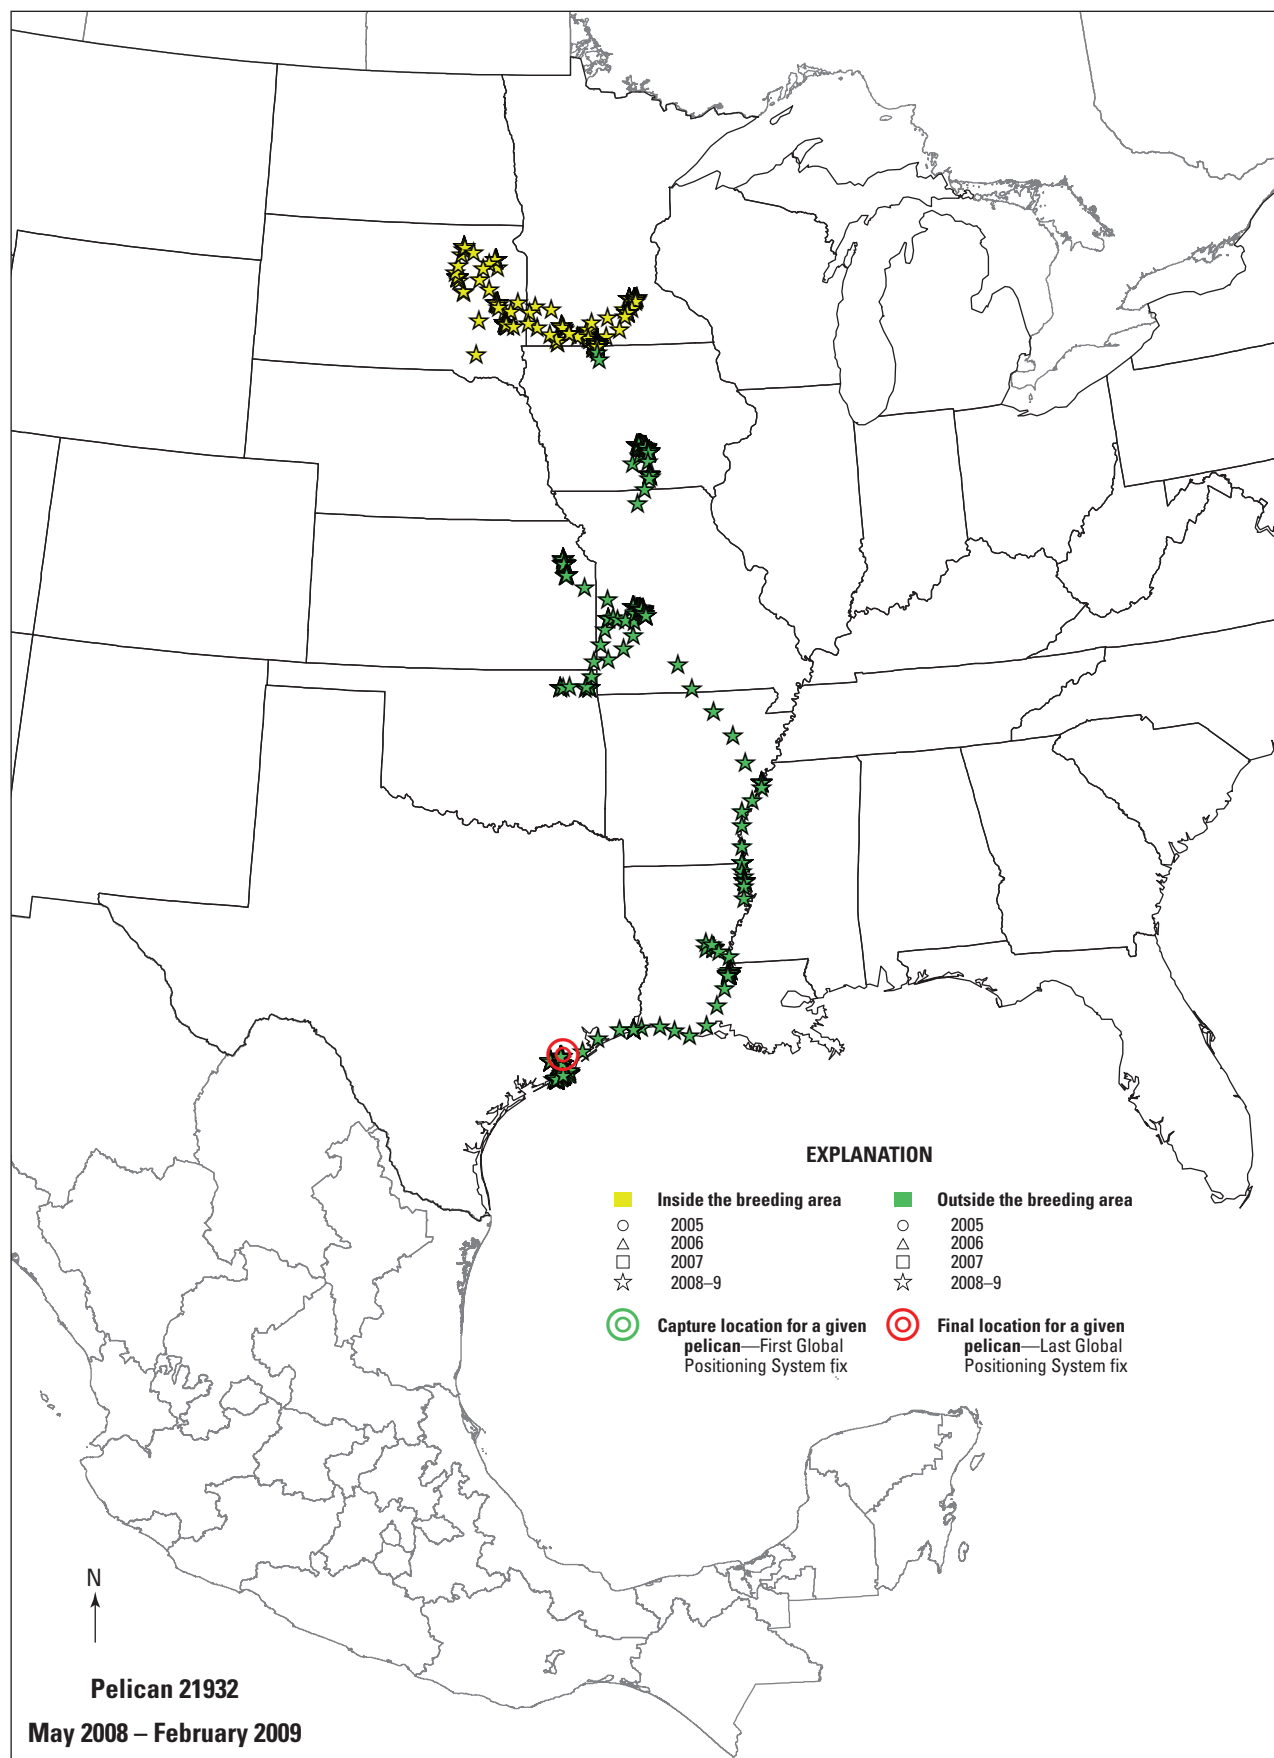 EXPLANATION
Inside the breeding area
2005
2006
2007
2008–9
Capture location for a given
pelican—First Global
Positioning System fix
Outside the breeding area
2005
2006
2007
2008–9
Final location for a given
pelican—Last Global
Positioning System fix
N
Pelican 21932
May 2008 – February 2009